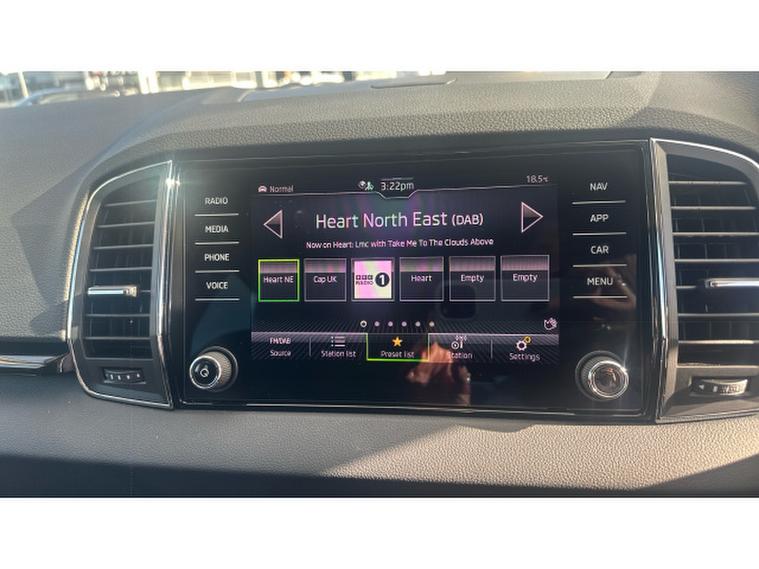 RADIO
MEDIA
PHONE
VOICE
Normal 3:22pm 18.5°C
Heart North East (DAB)
Now on Heart: Lmc with Take Me To The Clouds Above
Heart NE Cap UK BBC RADIO 1 Heart Empty Empty
FM/DAB
Source Station list Preset list Station Settings
NAV
APP
CAR
MENU